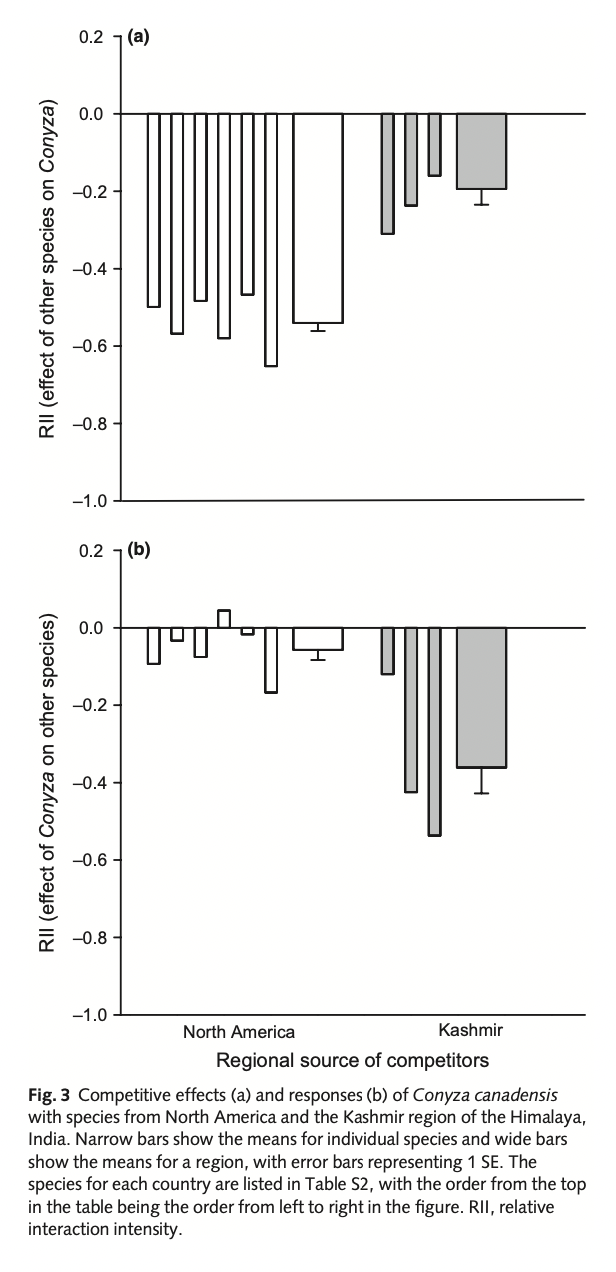 0.2
(a)
0.0
–0.2
–0.4
–0.6
–0.8
–1.0
RII (effect of other species on Conyza)
0.2
(b)
0.0
–0.2
–0.4
–0.6
–0.8
–1.0
RII (effect of Conyza on other species)
North America
Kashmir
Regional source of competitors
Fig. 3 Competitive effects (a) and responses (b) of Conyza canadensis
with species from North America and the Kashmir region of the Himalaya,
India. Narrow bars show the means for individual species and wide bars
show the means for a region, with error bars representing 1 SE. The
species for each country are listed in Table S2, with the order from the top
in the table being the order from left to right in the figure. RII, relative
interaction intensity.